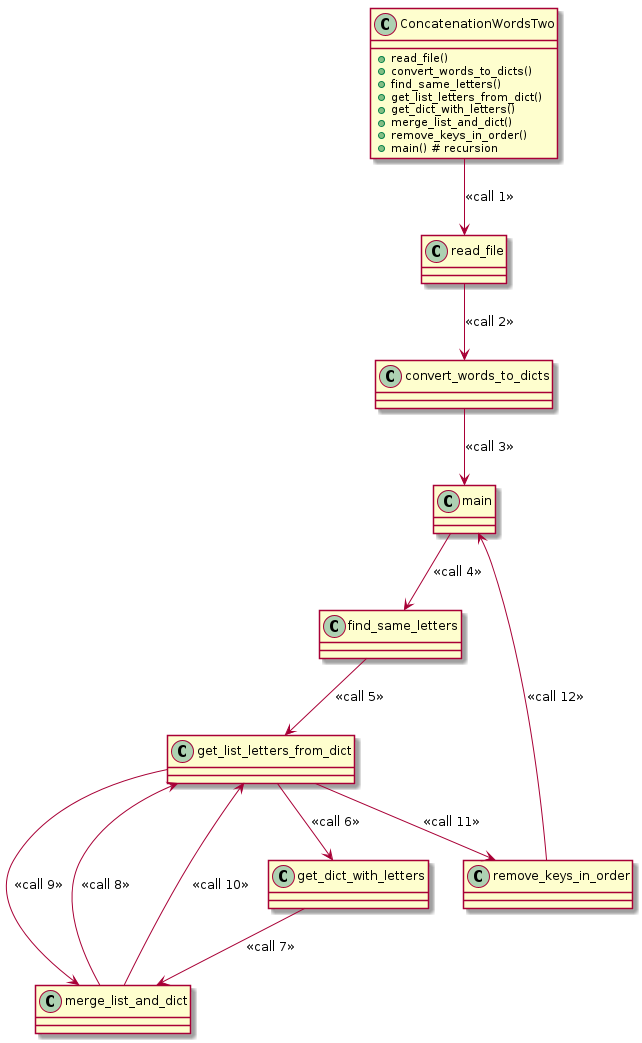 C ConcatenationWordsTwo
read_file()
convert_words_to_dicts()
find_same_letters()
get_list_letters_from_dict()
get_dict_with_letters()
merge_list_and_dict()
remove_keys_in_order()
main() # recursion
«call 1»
C read_file
«call 2»
C convert_words_to_dicts
«call 3»
C main
«call 4»
C find_same_letters
«call 5»
«call 12»
C get_list_letters_from_dict
«call 6»
«call 11»
«call 9»
«call 8»
«call 10»
C get_dict_with_letters
C remove_keys_in_order
«call 7»
C merge_list_and_dict